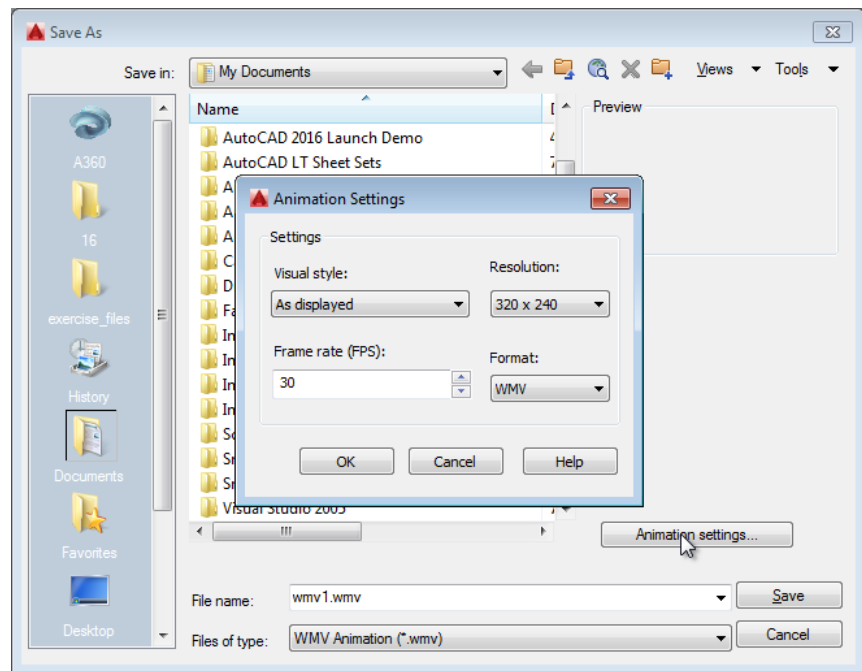 Save As
Save in:
My Documents
Views
Tools
A360
16
exercise_files
History
Documents
Favorites
Desktop
Name
AutoCAD 2016 Launch Demo
AutoCAD LT Sheet Sets
Visual Studio 2005
Preview
Animation Settings
Settings
Visual style:
Resolution:
As displayed
320 x 240
Frame rate (FPS):
Format:
30
WMV
OK
Cancel
Help
Animation settings...
File name:
wmv1.wmv
Save
Files of type:
WMV Animation (*.wmv)
Cancel